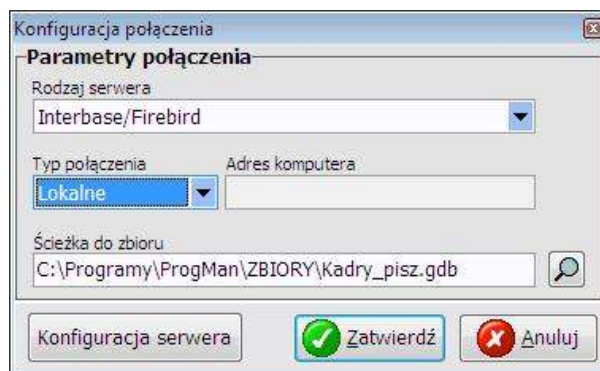 Konfiguracja połączenia
Parametry połączenia
Rodzaj serwera
Interbase/Firebird
Typ połączenia Adres komputera
Lokalne
Ścieżka do zbioru
C:\Programy\ProgMan\ZBIORY\Kadry_pisz.gdb
Konfiguracja serwera Zatwierdź Anuluj